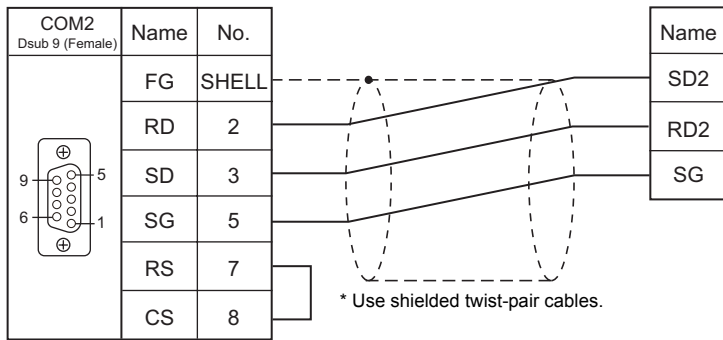 COM2
Dsub 9 (Female)
Name No.
Name
FG SHELL
SD2
RD 2
RD2
SD 3
SG
9 5
6 1
SG 5
RS 7
* Use shielded twist-pair cables.
CS 8